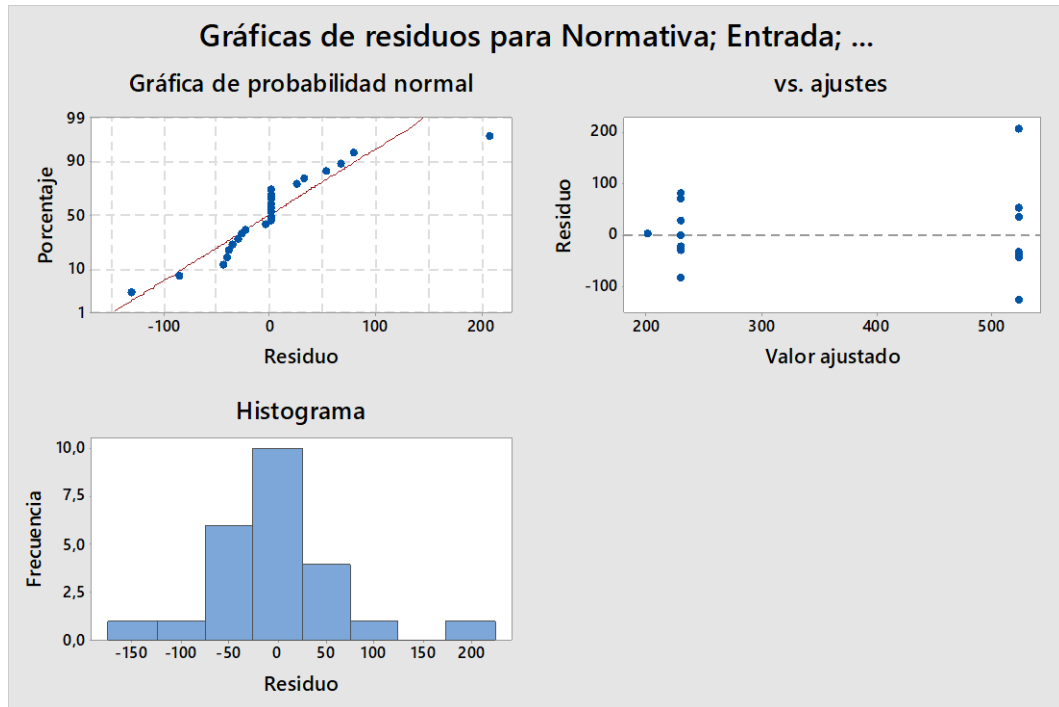 Gráficas de residuos para Normativa; Entrada; ...
Gráfica de probabilidad normal
99
90
50
10
1
Porcentaje
-100 0 100 200
Residuo
vs. ajustes
200
100
0
-100
Residuo
200 300 400 500
Valor ajustado
Histograma
10,0
7,5
5,0
2,5
0,0
Frecuencia
-150 -100 -50 0 50 100 150 200
Residuo